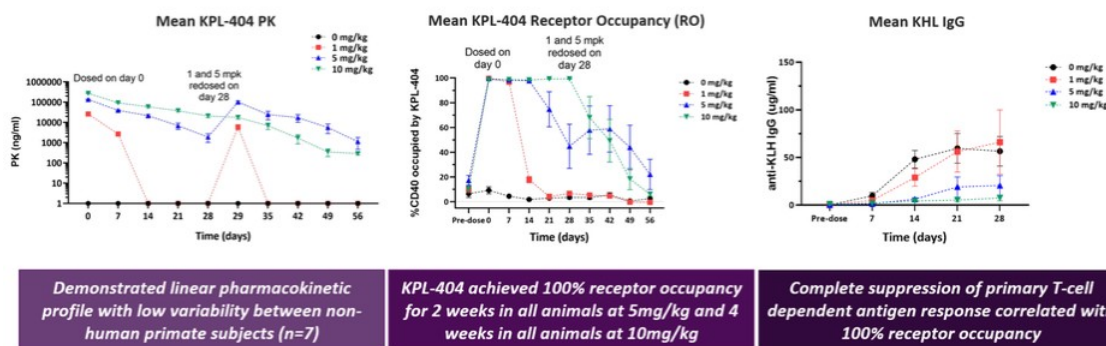 Mean KPL-404 PK
Dosed on day 0
1 and 5 mpk
redosed on
day 28
0 mg/kg
1 mg/kg
5 mg/kg
10 mg/kg
PK (ng/ml)
1000000
100000
10000
1000
100
10
1
0 7 14 21 28 29 35 42 49 56
Time (days)
Mean KPL-404 Receptor Occupancy (RO)
Dosed on
day 0
1 and 5 mpk
redosed on
day 28
0 mg/kg
1 mg/kg
5 mg/kg
10 mg/kg
%CD40 occupied by KPL-404
100
80
60
40
20
0
Pre-dose 0 7 14 21 28 35 42 49 56
Time (days)
Mean KHL IgG
0 mg/kg
1 mg/kg
5 mg/kg
10 mg/kg
anti-KLH IgG (ug/ml)
150
100
50
0
Pre-dose 7 14 21 28
Time (days)
Demonstrated linear pharmacokinetic
profile with low variability between non-
human primate subjects (n=7)
KPL-404 achieved 100% receptor occupancy
for 2 weeks in all animals at 5mg/kg and 4
weeks in all animals at 10mg/kg
Complete suppression of primary T-cell
dependent antigen response correlated with
100% receptor occupancy